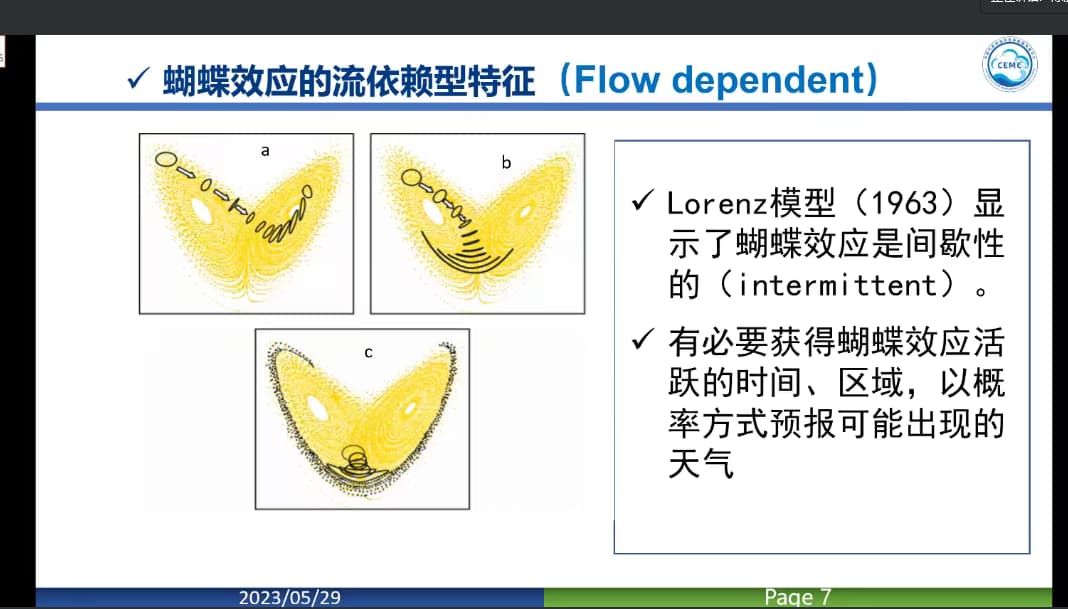 ✓ 蝴蝶效应的流依赖型特征（Flow dependent）
CEMC
a
b
c
✓ Lorenz模型（1963）显
示了蝴蝶效应是间歇性
的（intermittent）。
✓ 有必要获得蝴蝶效应活
跃的时间、区域，以概
率方式预报可能出现的
天气
2023/05/29
Page 7